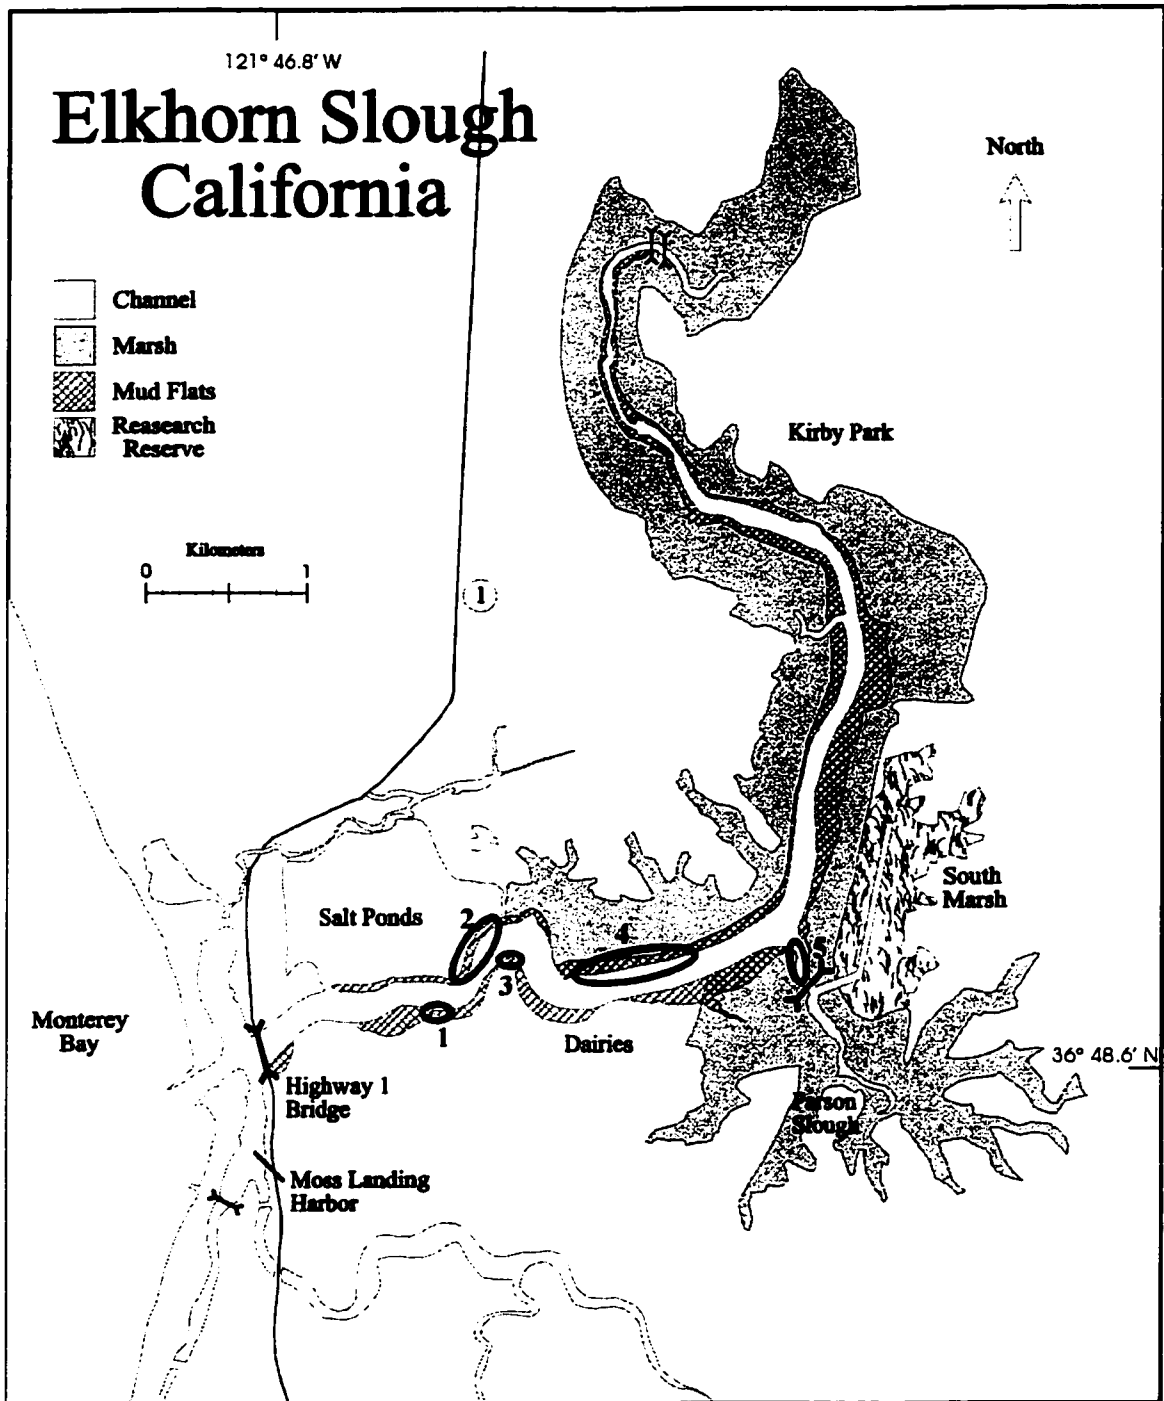 121° 46.8' W
Elkhorn Slough
California
North
Channel
Marsh
Mud Flats
Reasearch
Reserve
Kirby Park
Kilometers
0 1
1
South
Marsh
Salt Ponds
2
4
5
3
1
Monterey
Bay
Dairies
36° 48.6' N
Highway 1
Bridge
Parson
Slough
Moss Landing
Harbor